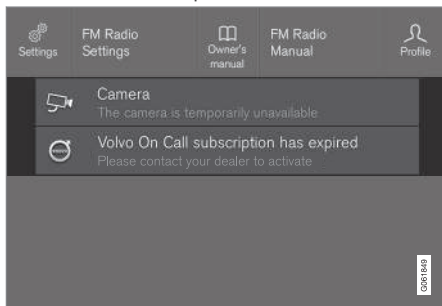 Settings
FM Radio
Settings
Owner's
manual
FM Radio
Manual
Profile
Camera
The camera is temporarily unavailable
Volvo On Call subscription has expired
Please contact your dealer to activate
G061849